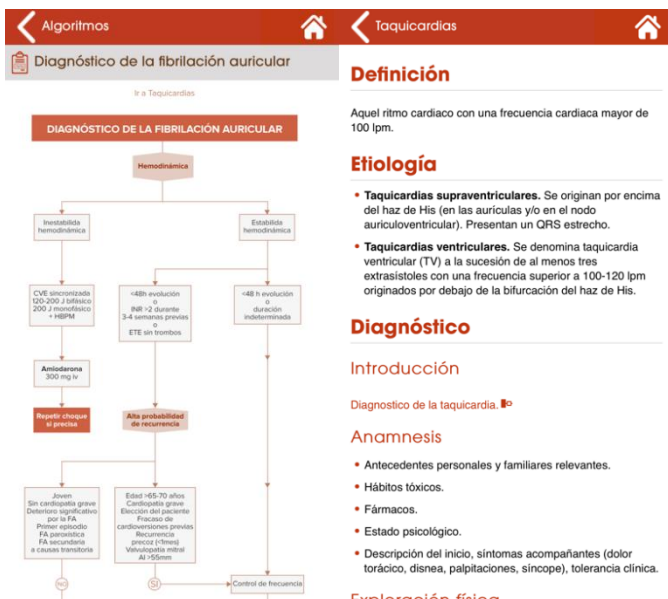 Algoritmos
Diagnóstico de la fibrilación auricular
Ir a Taquicardias
DIAGNÓSTICO DE LA FIBRILACIÓN AURICULAR
Hemodinámica
Inestabilida
hemodinámica
Estabilida
hemodinámica
CVE sincronizada
120-200 J bifásico
200 J monofásico
+ HBPM
<48h evolución
o
INR >2 durante
3-4 semanas previas
o
ETE sin trombos
<48 h evolución
o
duración
indeterminada
Amiodarona
300 mg iv
Repetir choque
si precisa
Alta probabilidad
de recurrencia
Joven
Sin cardiopatía grave
Deterioro significativo
por la FA
Primer episodio
FA paroxística
FA secundaria
a causas transitoria
Edad >65-70 años
Cardiopatía grave
Elección del paciente
Fracaso de
cardioversiones previas
Recurrencia
precoz (<1mes)
Valvulopatía mitral
AI >55mm
NO
SI
Control de frecuencia
Taquicardias
Definición
Aquel ritmo cardiaco con una frecuencia cardiaca mayor de
100 lpm.
Etiología
• Taquicardias supraventriculares. Se originan por encima
del haz de His (en las aurículas y/o en el nodo
auriculoventricular). Presentan un QRS estrecho.
• Taquicardias ventriculares. Se denomina taquicardia
ventricular (TV) a la sucesión de al menos tres
extrasístoles con una frecuencia superior a 100-120 lpm
originados por debajo de la bifurcación del haz de His.
Diagnóstico
Introducción
Diagnostico de la taquicardia.
Anamnesis
• Antecedentes personales y familiares relevantes.
• Hábitos tóxicos.
• Fármacos.
• Estado psicológico.
• Descripción del inicio, síntomas acompañantes (dolor
torácico, disnea, palpitaciones, síncope), tolerancia clínica.
Exploración física